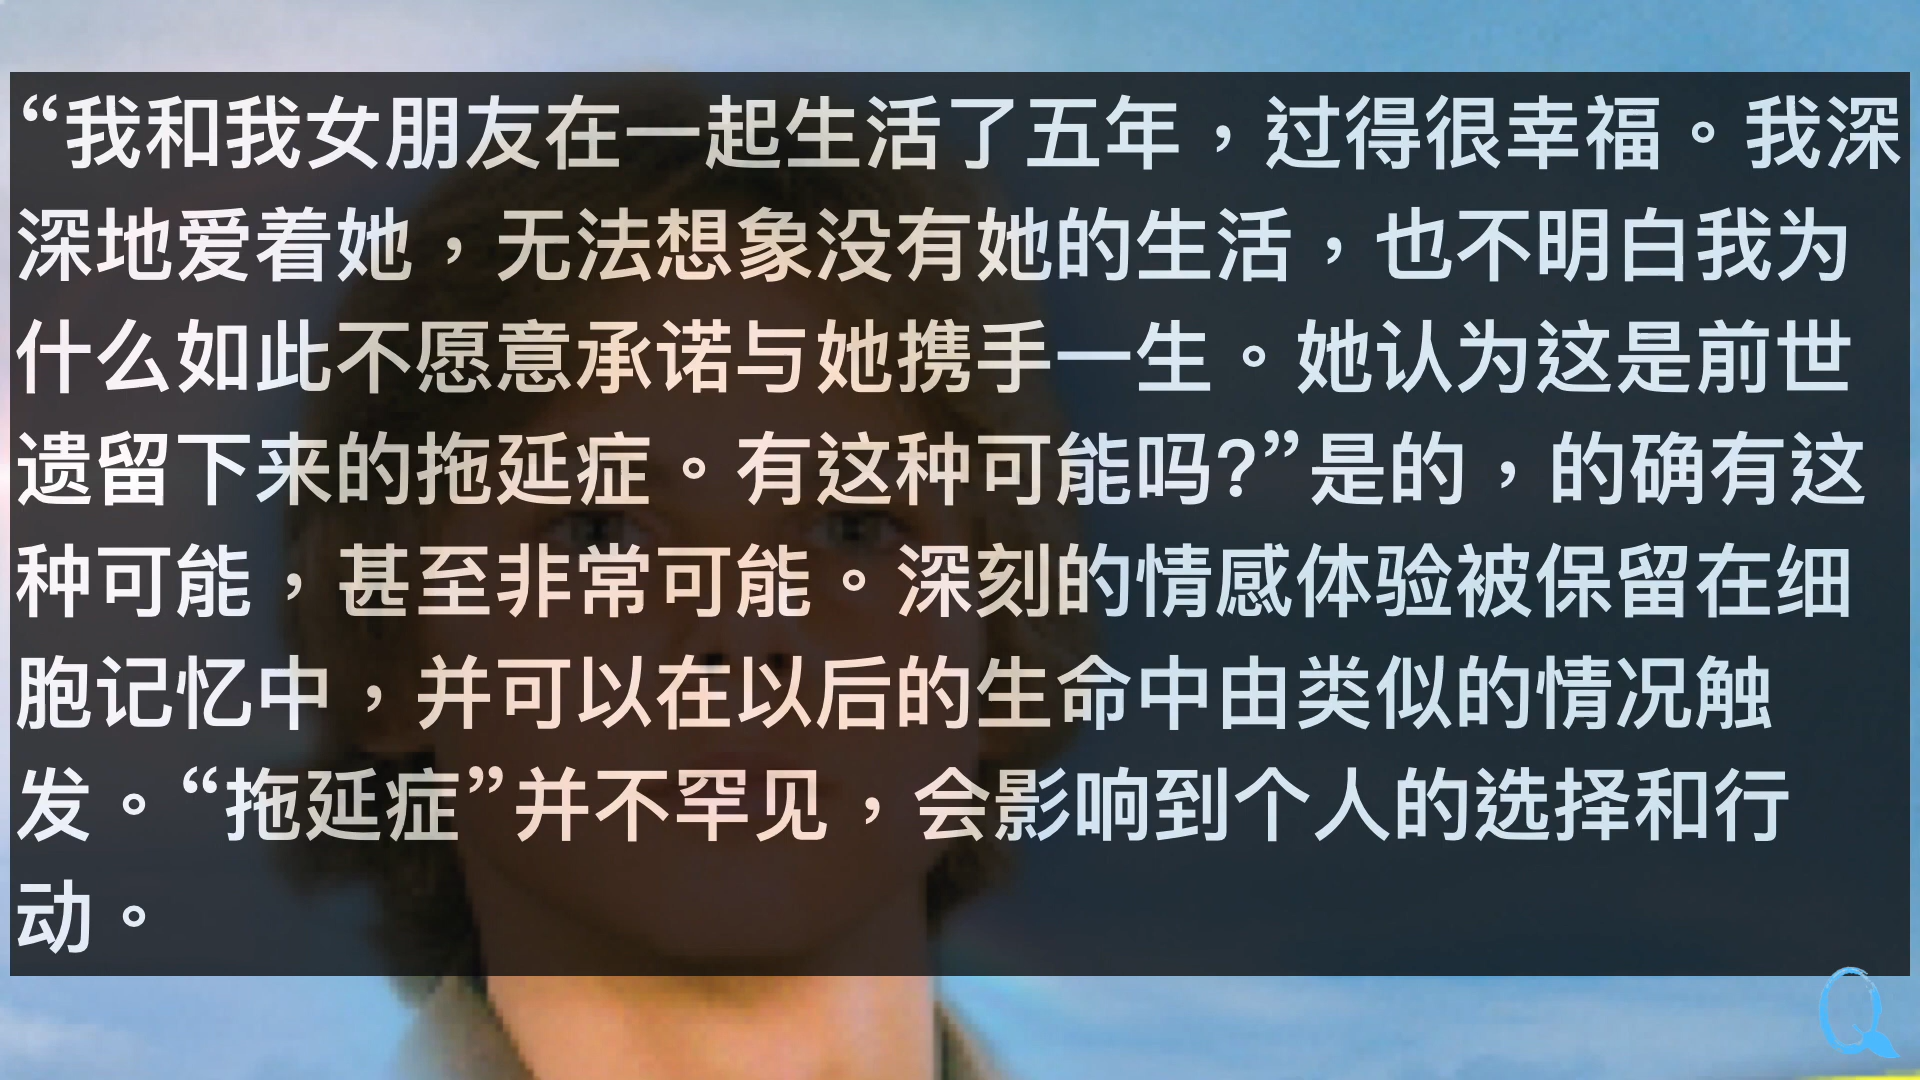 “我和我女朋友在一起生活了五年，过得很幸福。我深
深地爱着她，无法想象没有她的生活，也不明白我为
什么如此不愿意承诺与她携手一生。她认为这是前世
遗留下来的拖延症。有这种可能吗?”是的，的确有这
种可能，甚至非常可能。深刻的情感体验被保留在细
胞记忆中，并可以在以后的生命中由类似的情况触
发。“拖延症”并不罕见，会影响到个人的选择和行
动。
Q